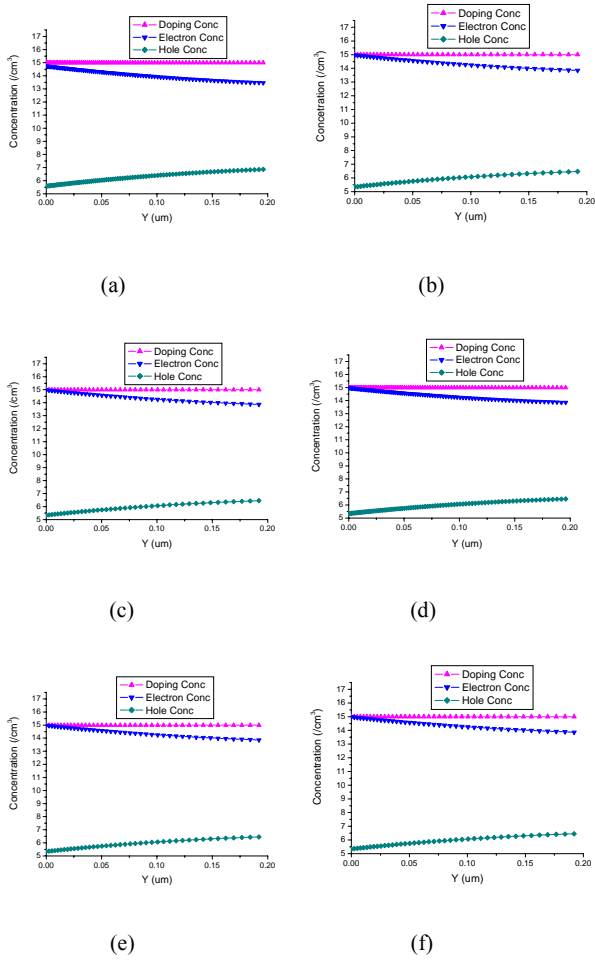 Doping Conc
Electron Conc
Hole Conc
Concentration (/cm³)
17
16
15
14
13
12
11
10
9
8
7
6
5
0.00 0.05 0.10 0.15 0.20
Y (um)
(a)
Doping Conc
Electron Conc
Hole Conc
Concentration (/cm³)
17
16
15
14
13
12
11
10
9
8
7
6
5
0.00 0.05 0.10 0.15 0.20
Y (um)
(b)
Doping Conc
Electron Conc
Hole Conc
Concentration (/cm³)
17
16
15
14
13
12
11
10
9
8
7
6
5
0.00 0.05 0.10 0.15 0.20
Y (um)
(c)
Doping Conc
Electron Conc
Hole Conc
Concentration (/cm³)
17
16
15
14
13
12
11
10
9
8
7
6
5
0.00 0.05 0.10 0.15 0.20
Y (um)
(d)
Doping Conc
Electron Conc
Hole Conc
Concentration (/cm³)
17
16
15
14
13
12
11
10
9
8
7
6
5
0.00 0.05 0.10 0.15 0.20
Y (um)
(e)
Doping Conc
Electron Conc
Hole Conc
Concentration (/cm³)
17
16
15
14
13
12
11
10
9
8
7
6
5
0.00 0.05 0.10 0.15 0.20
Y (um)
(f)